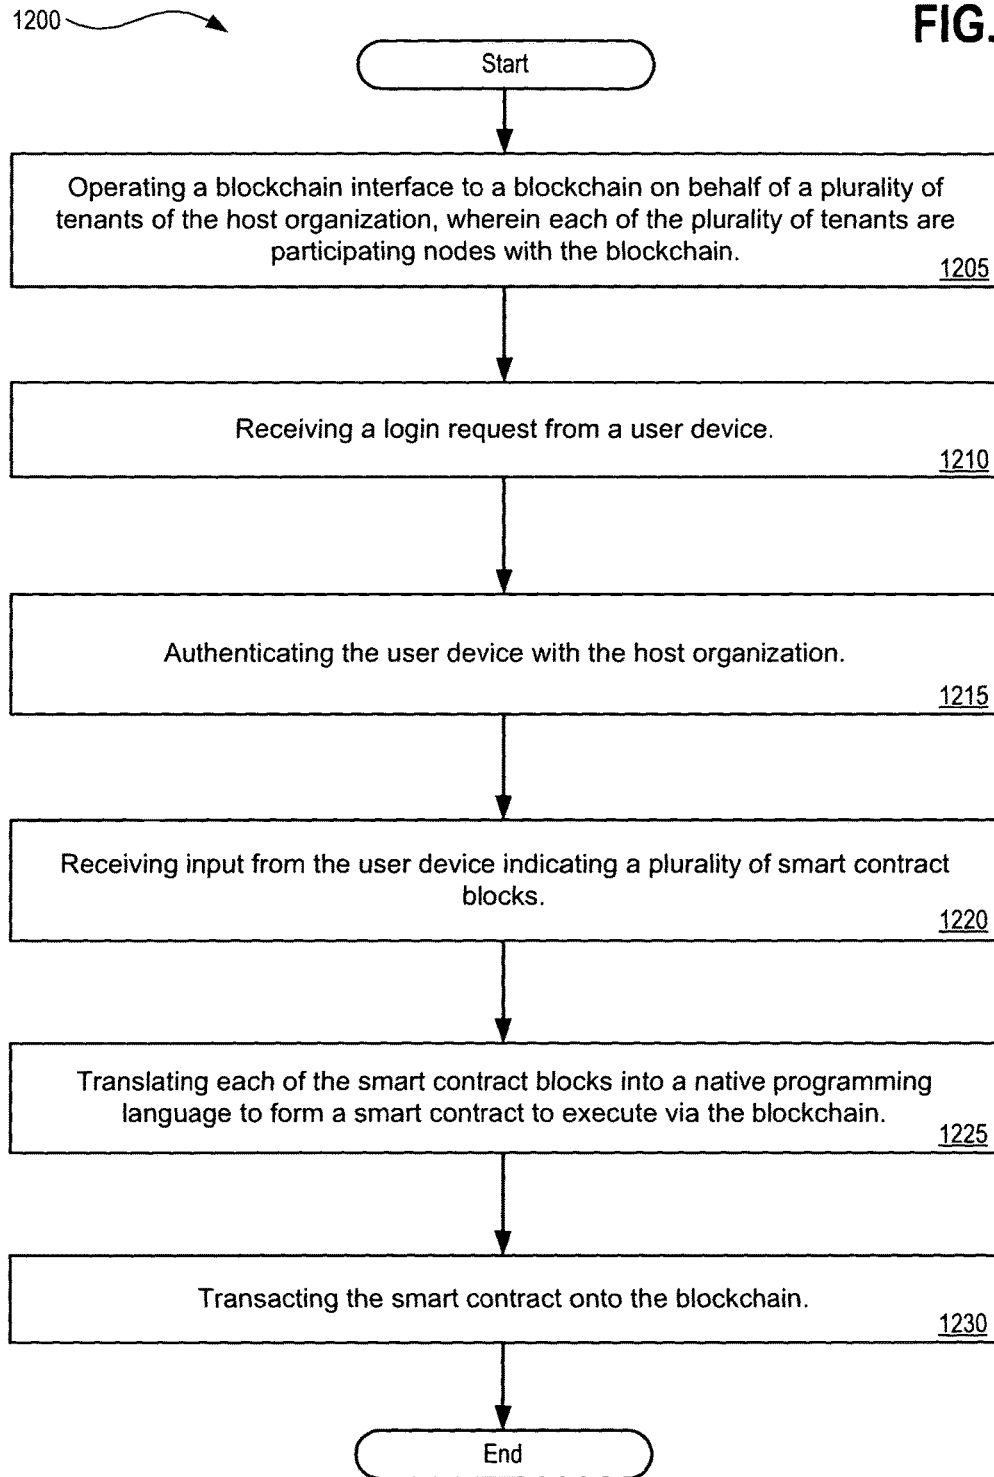 1200
FIG.
Start
Operating a blockchain interface to a blockchain on behalf of a plurality of
tenants of the host organization, wherein each of the plurality of tenants are
participating nodes with the blockchain.
1205
Receiving a login request from a user device.
1210
Authenticating the user device with the host organization.
1215
Receiving input from the user device indicating a plurality of smart contract
blocks.
1220
Translating each of the smart contract blocks into a native programming
language to form a smart contract to execute via the blockchain.
1225
Transacting the smart contract onto the blockchain.
1230
End